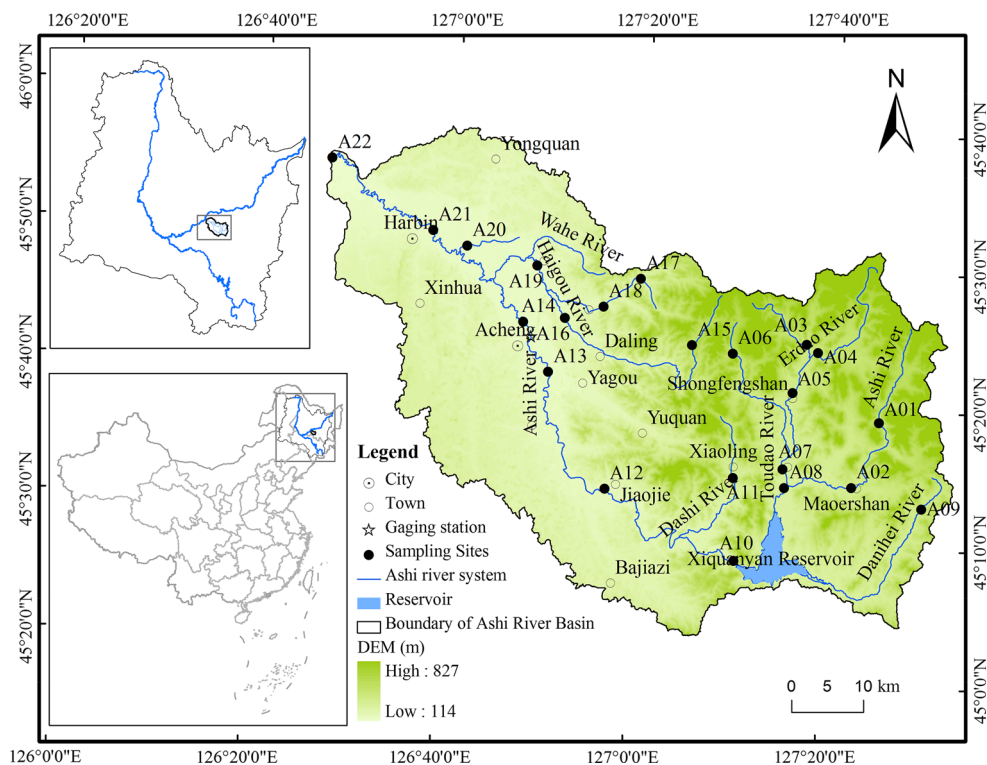 126°20'0"E
126°40'0"E
127°0'0"E
127°20'0"E
127°40'0"E
46°0'0"N
45°50'0"N
45°40'0"N
45°30'0"N
45°20'0"N
45°40'0"N
45°30'0"N
45°20'0"N
45°10'0"N
45°0'0"N
N
A22
Yongquan
A21
Harbin
A20
Wahe River
Haigou River
A19
A17
A18
Xinhua
A14
Acheng
A16
Daling
A15
A06
A03
Erdao River
A04
Ashi River
A13
Yagou
Shongfengshan
A05
Ashi River
A01
Yuquan
Toudao River
Xiaoling
A07
A08
A02
Maoershan
A12
Jiaojie
Dashi River
A11
Danihei River
A09
A10
Xiquanyan Reservoir
Bajiazi
Legend
City
Town
Gaging station
Sampling Sites
Ashi river system
Reservoir
Boundary of Ashi River Basin
DEM (m)
High : 827
Low : 114
0 5 10 km
126°0'0"E
126°20'0"E
126°40'0"E
127°0'0"E
127°20'0"E